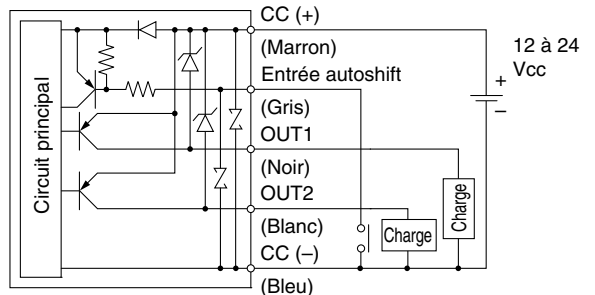 Circuit principal
CC (+)
(Marron)
Entrée autoshift
(Gris)
OUT1
(Noir)
OUT2
(Blanc)
CC (–)
(Bleu)
Charge
Charge
+
–
12 à 24
Vcc